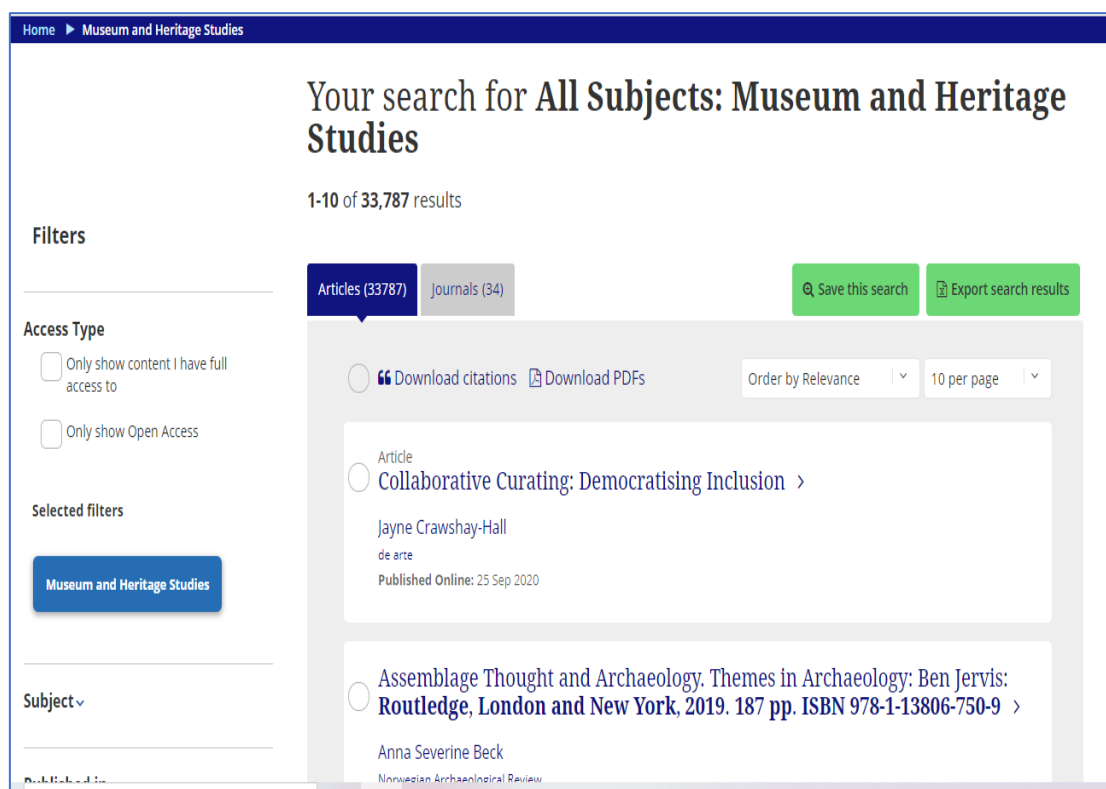 Home ▶ Museum and Heritage Studies
Your search for All Subjects: Museum and Heritage
Studies
1-10 of 33,787 results
Filters
Articles (33787)
Journals (34)
Save this search
Export search results
Access Type
Only show content I have full
access to
Only show Open Access
Selected filters
Museum and Heritage Studies
Subject
Published in
Download citations
Download PDFs
Order by Relevance
10 per page
Article
Collaborative Curating: Democratising Inclusion >
Jayne Crawshay-Hall
de arte
Published Online: 25 Sep 2020
Assemblage Thought and Archaeology. Themes in Archaeology: Ben Jervis:
Routledge, London and New York, 2019. 187 pp. ISBN 978-1-13806-750-9 >
Anna Severine Beck
Norwegian Archaeological Review